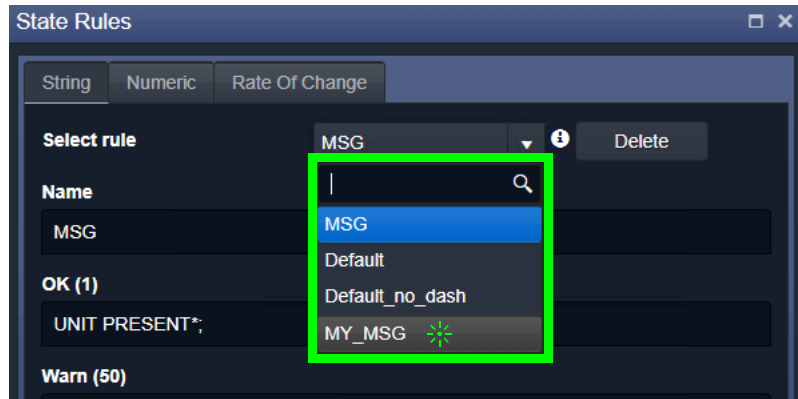 State Rules
String Numeric Rate Of Change
Select rule MSG Delete
Name
MSG
MSG
Default
OK (1)
Default_no_dash
UNIT PRESENT*;
MY_MSG
Warn (50)